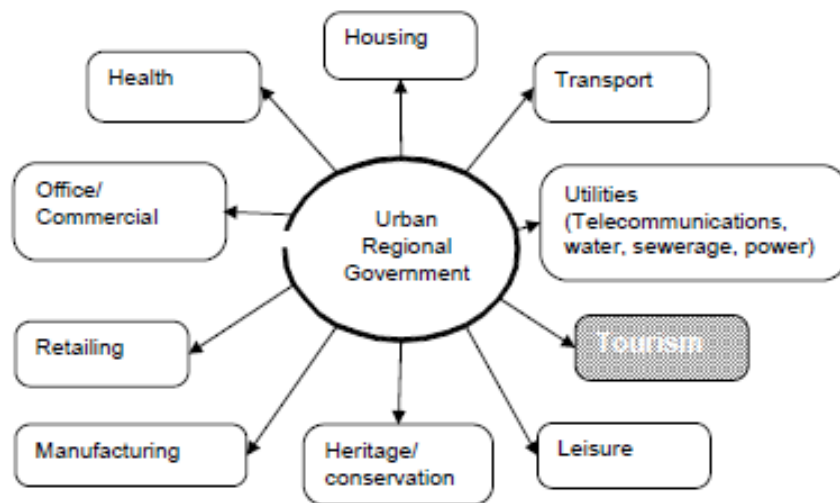 Housing
Health
Transport
Office/
Commercial
Urban
Regional
Government
Utilities
(Telecommunications,
water, sewerage, power)
Retailing
Tourism
Manufacturing
Heritage/
conservation
Leisure